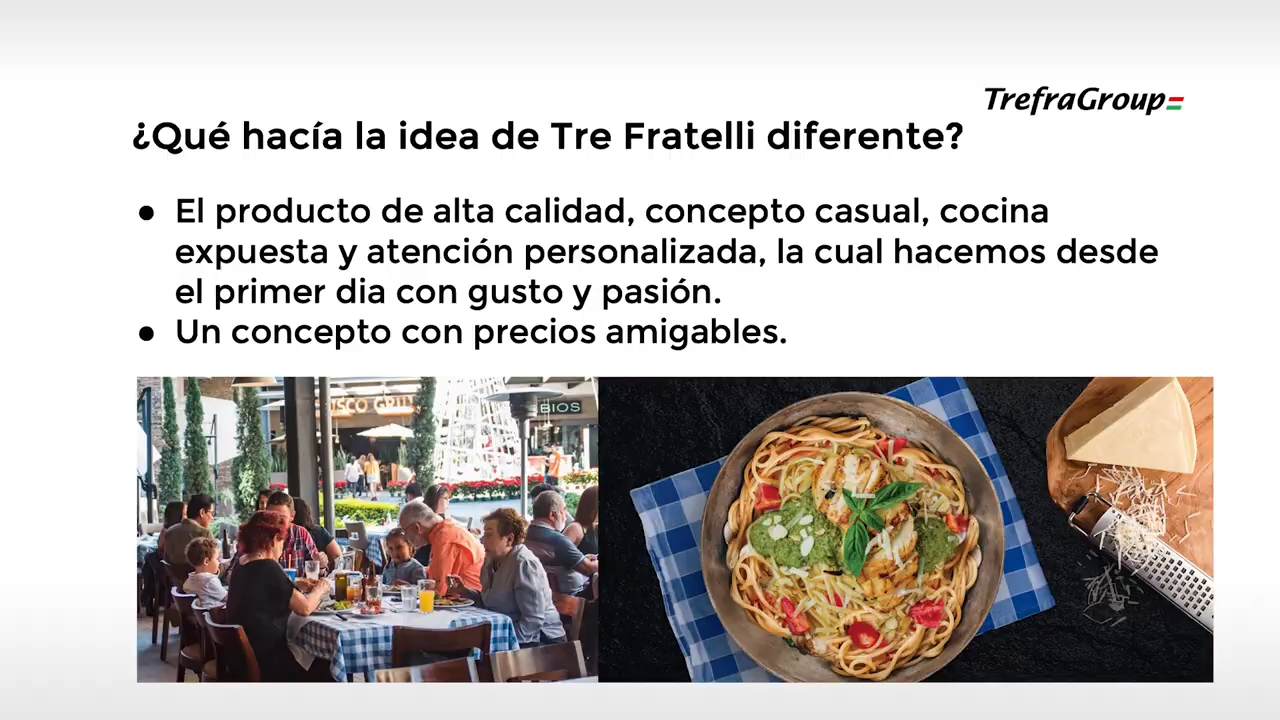 TrefraGroup
¿Qué hacía la idea de Tre Fratelli diferente?
● El producto de alta calidad, concepto casual, cocina
expuesta y atención personalizada, la cual hacemos desde
el primer dia con gusto y pasión.
● Un concepto con precios amigables.
BIOS